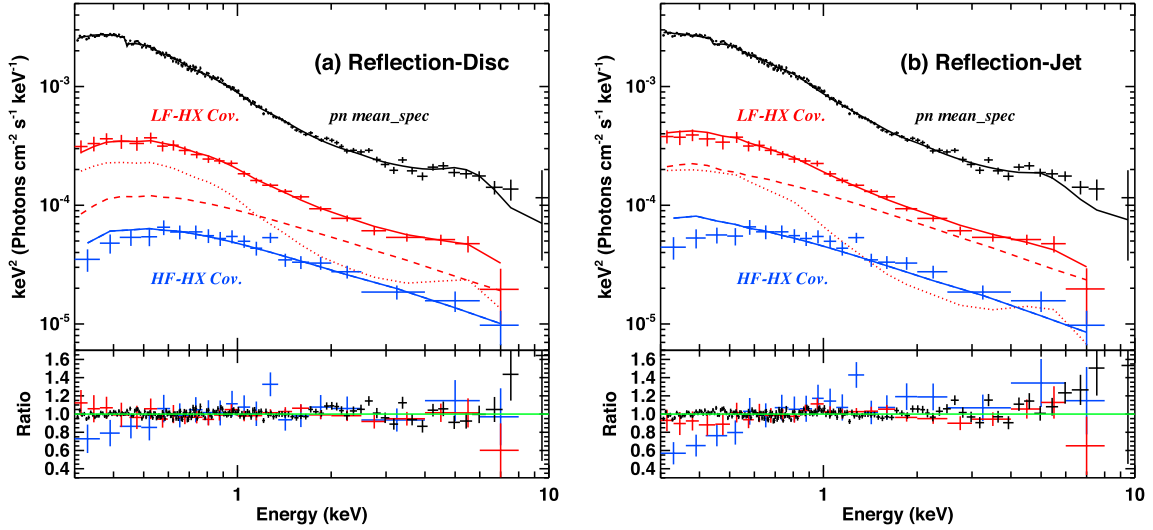 (a) Reflection-Disc
LF-HX Cov.
pn mean_spec
HF-HX Cov.
keV² (Photons cm⁻² s⁻¹ keV⁻¹)
10⁻³
10⁻⁴
10⁻⁵
Ratio
1.6
1.4
1.2
1.0
0.8
0.6
0.4
1
10
Energy (keV)
(b) Reflection-Jet
LF-HX Cov.
pn mean_spec
HF-HX Cov.
keV² (Photons cm⁻² s⁻¹ keV⁻¹)
10⁻³
10⁻⁴
10⁻⁵
Ratio
1.6
1.4
1.2
1.0
0.8
0.6
0.4
1
10
Energy (keV)